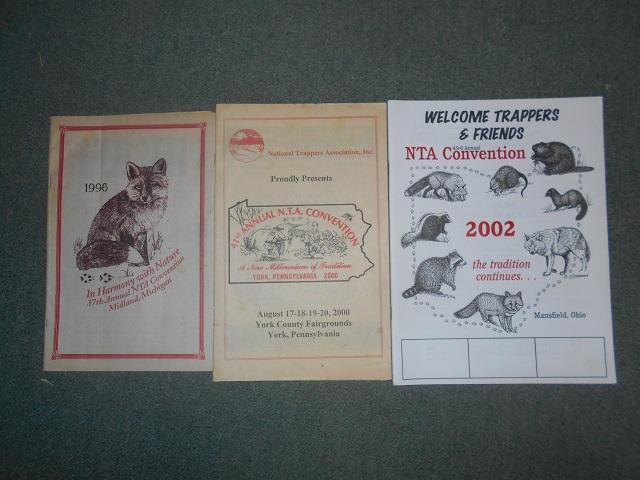 1996
In Harmony with Nature
37th Annual NTA Convention
Midland, Michigan
National Trappers Association, Inc.
Proudly Presents
41st ANNUAL N.T.A. CONVENTION
A New Millennium of Tradition
YORK, PENNSYLVANIA 2000
August 17-18-19-20, 2000
York County Fairgrounds
York, Pennsylvania
WELCOME TRAPPERS
& FRIENDS
43rd Annual
NTA Convention
2002
the tradition
continues. . .
Mansfield, Ohio